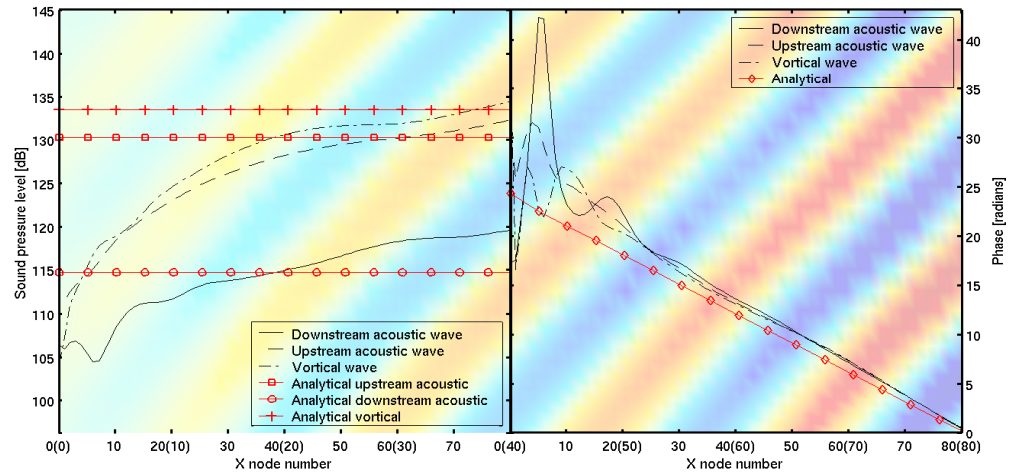 145
140
135
130
125
120
115
110
105
100
Sound pressure level [dB]
0(0) 10 20(10) 30 40(20) 50 60(30) 70 0(40
X node number
Downstream acoustic wave
Upstream acoustic wave
Vortical wave
Analytical upstream acoustic
Analytical downstream acoustic
Analytical vortical
Downstream acoustic wave
Upstream acoustic wave
Vortical wave
Analytical
10 20(50) 30 40(60) 50 60(70) 70 80(80)
X node number
40
35
30
25
20
15
10
5
0
Phase [radians]